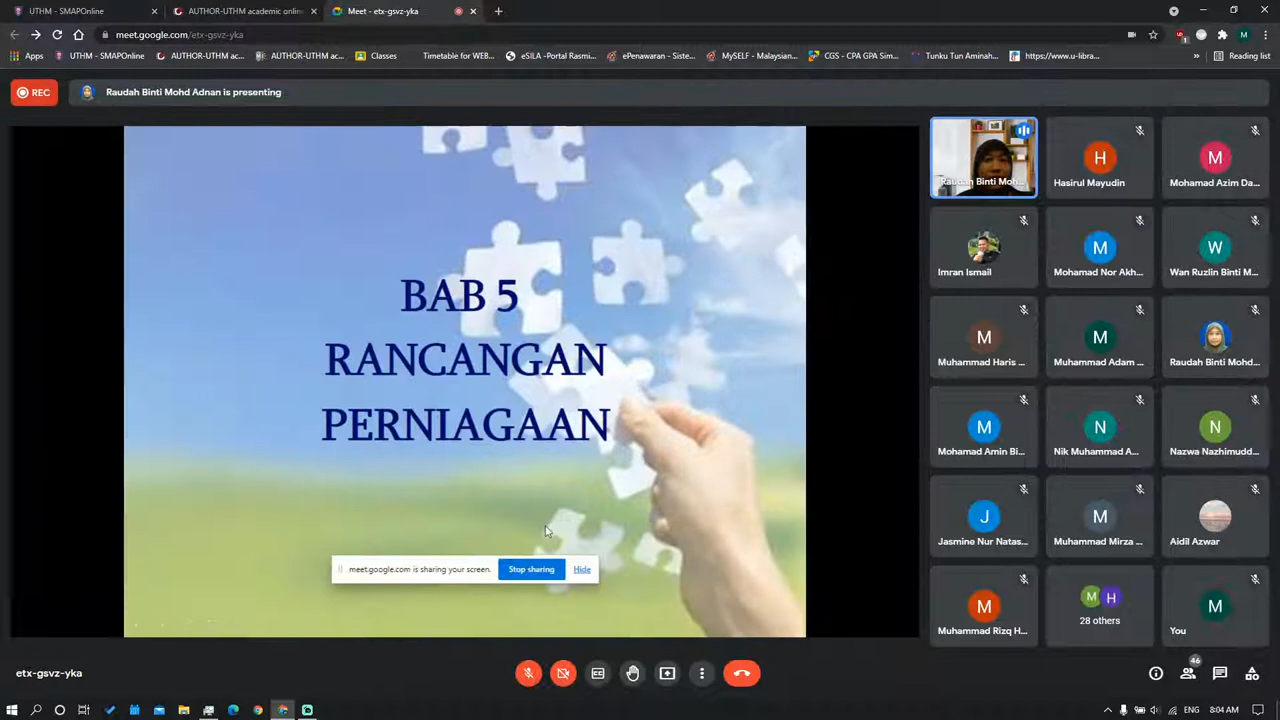 UTHM - SMAPOnline
AUTHOR-UTHM academic onlin
Meet - etx-gsvz-yka
meet.google.com/etx-gsvz-yka
Apps
UTHM - SMAPOnline
AUTHOR-UTHM ac...
AUTHOR-UTHM ac...
Classes
Timetable for WEB...
eSILA -Portal Rasmi...
ePenawaran - Siste...
MySELF - Malaysian...
CGS - CPA GPA Sim...
Tunku Tun Aminah...
https://www.u-libra...
»
Reading list
REC
Raudah Binti Mohd Adnan is presenting
BAB 5
RANCANGAN
PERNIAGAAN
meet.google.com is sharing your screen.
Stop sharing
Hide
Raudah Binti Moh...
H
Hasirul Mayudin
M
Mohamad Azim Da...
Imran Ismail
M
Mohamad Nor Akh...
W
Wan Ruzlin Binti M...
M
Muhammad Haris ...
M
Muhammad Adam ...
Raudah Binti Mohd...
M
Mohamad Amin Bi...
N
Nik Muhammad A...
N
Nazwa Nazhimudd...
J
Jasmine Nur Natas...
M
Muhammad Mirza ...
Aidil Azwar
M
Muhammad Rizq H...
M H
28 others
M
You
etx-gsvz-yka
46
ENG
8:04 AM